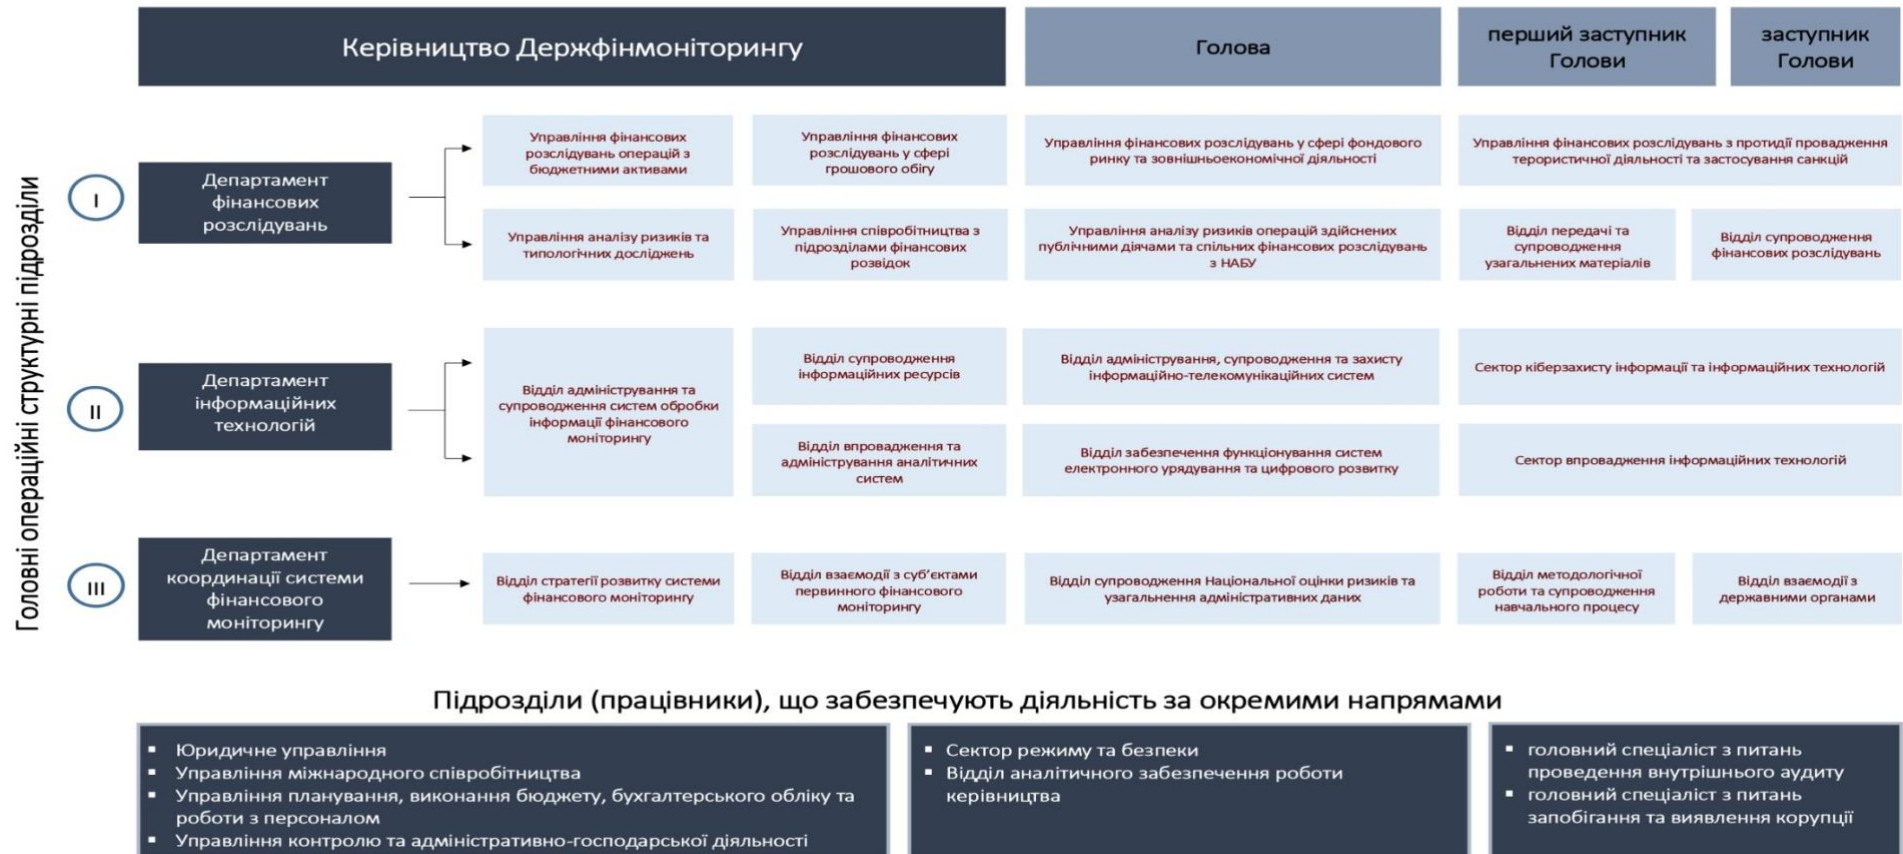 Керівництво Держфінмоніторингу
Голова
перший заступник
Голови
заступник
Голови
Головні операційні структурні підрозділи
I
Департамент
фінансових
розслідувань
Управління фінансових
розслідувань операцій з
бюджетними активами
Управління фінансових
розслідувань у сфері
грошового обігу
Управління фінансових розслідувань у сфері фондового
ринку та зовнішньоекономічної діяльності
Управління фінансових розслідувань з протидії провадження
терористичної діяльності та застосування санкцій
Управління аналізу ризиків та
типологічних досліджень
Управління співробітництва з
підрозділами фінансових
розвідок
Управління аналізу ризиків операцій здійснених
публічними діячами та спільних фінансових розслідувань
з НАБУ
Відділ передачі та
супроводження
узагальнених матеріалів
Відділ супроводження
фінансових розслідувань
II
Департамент
інформаційних
технологій
Відділ адміністрування та
супроводження систем обробки
інформації фінансового
моніторингу
Відділ супроводження
інформаційних ресурсів
Відділ адміністрування, супроводження та захисту
інформаційно-телекомунікаційних систем
Сектор кіберзахисту інформації та інформаційних технологій
Відділ впровадження та
адміністрування аналітичних
систем
Відділ забезпечення функціонування систем
електронного урядування та цифрового розвитку
Сектор впровадження інформаційних технологій
III
Департамент
координації системи
фінансового
моніторингу
Відділ стратегії розвитку системи
фінансового моніторингу
Відділ взаємодії з суб’єктами
первинного фінансового
моніторингу
Відділ супроводження Національної оцінки ризиків та
узагальнення адміністративних даних
Відділ методологічної
роботи та супроводження
навчального процесу
Відділ взаємодії з
державними органами
Підрозділи (працівники), що забезпечують діяльність за окремими напрямами
▪ Юридичне управління
▪ Управління міжнародного співробітництва
▪ Управління планування, виконання бюджету, бухгалтерського обліку та
роботи з персоналом
▪ Управління контролю та адміністративно-господарської діяльності
▪ Сектор режиму та безпеки
▪ Відділ аналітичного забезпечення роботи
керівництва
▪ головний спеціаліст з питань
проведення внутрішнього аудиту
▪ головний спеціаліст з питань
запобігання та виявлення корупції